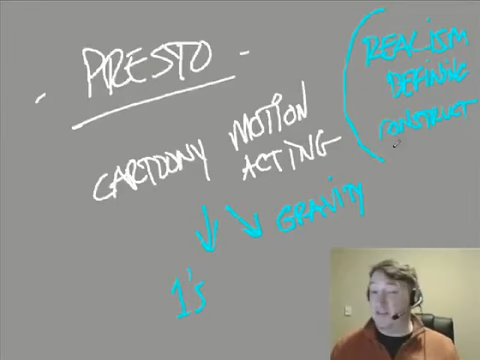 - PRESTO -
CARTOONY MOTION
ACTING
GRAVITY
1's
REALISM
DEFINING
CONSTRUCT